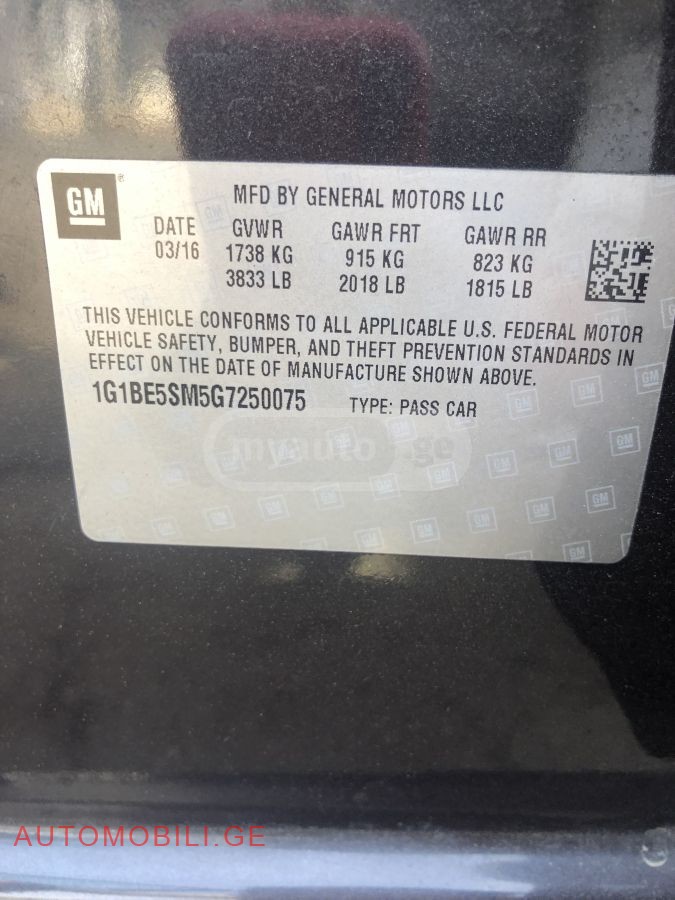 GM
MFD BY GENERAL MOTORS LLC
DATE GVWR GAWR FRT GAWR RR
03/16 1738 KG 915 KG 823 KG
3833 LB 2018 LB 1815 LB
THIS VEHICLE CONFORMS TO ALL APPLICABLE U.S. FEDERAL MOTOR
VEHICLE SAFETY, BUMPER, AND THEFT PREVENTION STANDARDS IN
EFFECT ON THE DATE OF MANUFACTURE SHOWN ABOVE.
1G1BE5SM5G7250075 TYPE: PASS CAR
myauto.ge
AUTOMOBILI.GE